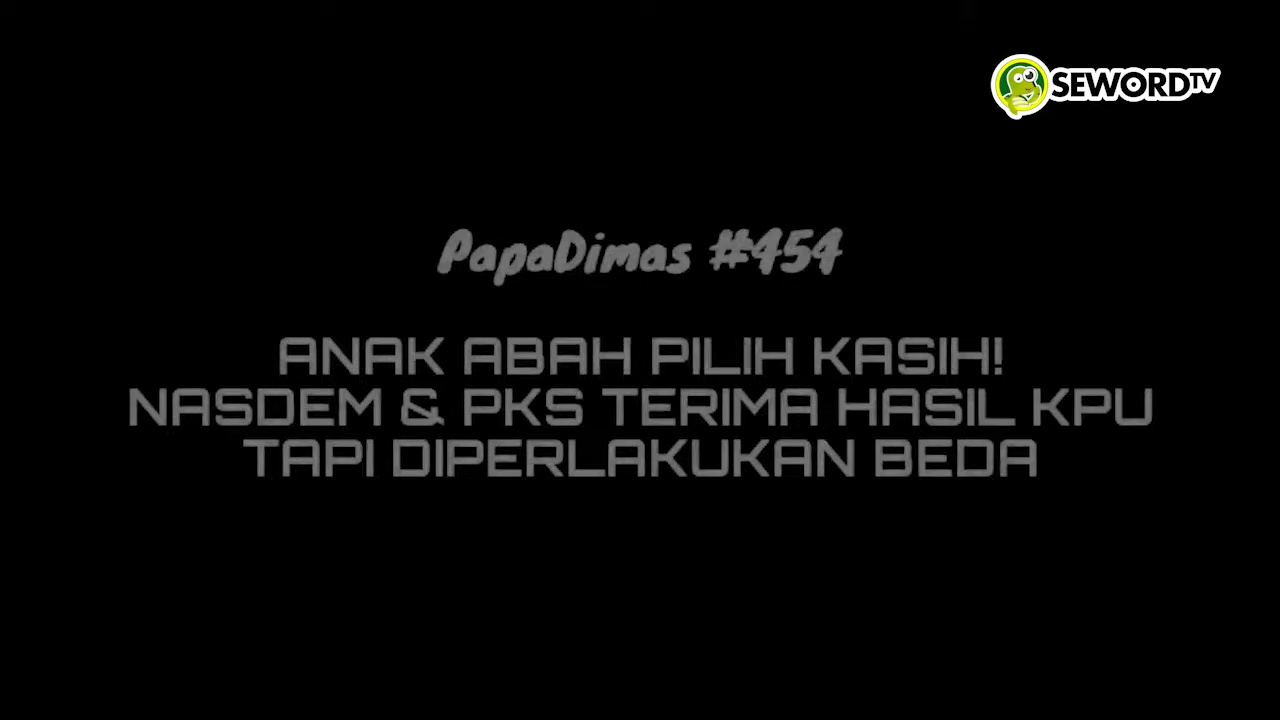 SEWORDTV
PapaDimas #454
ANAK ABAH PILIH KASIH!
NASDEM & PKS TERIMA HASIL KPU
TAPI DIPERLAKUKAN BEDA